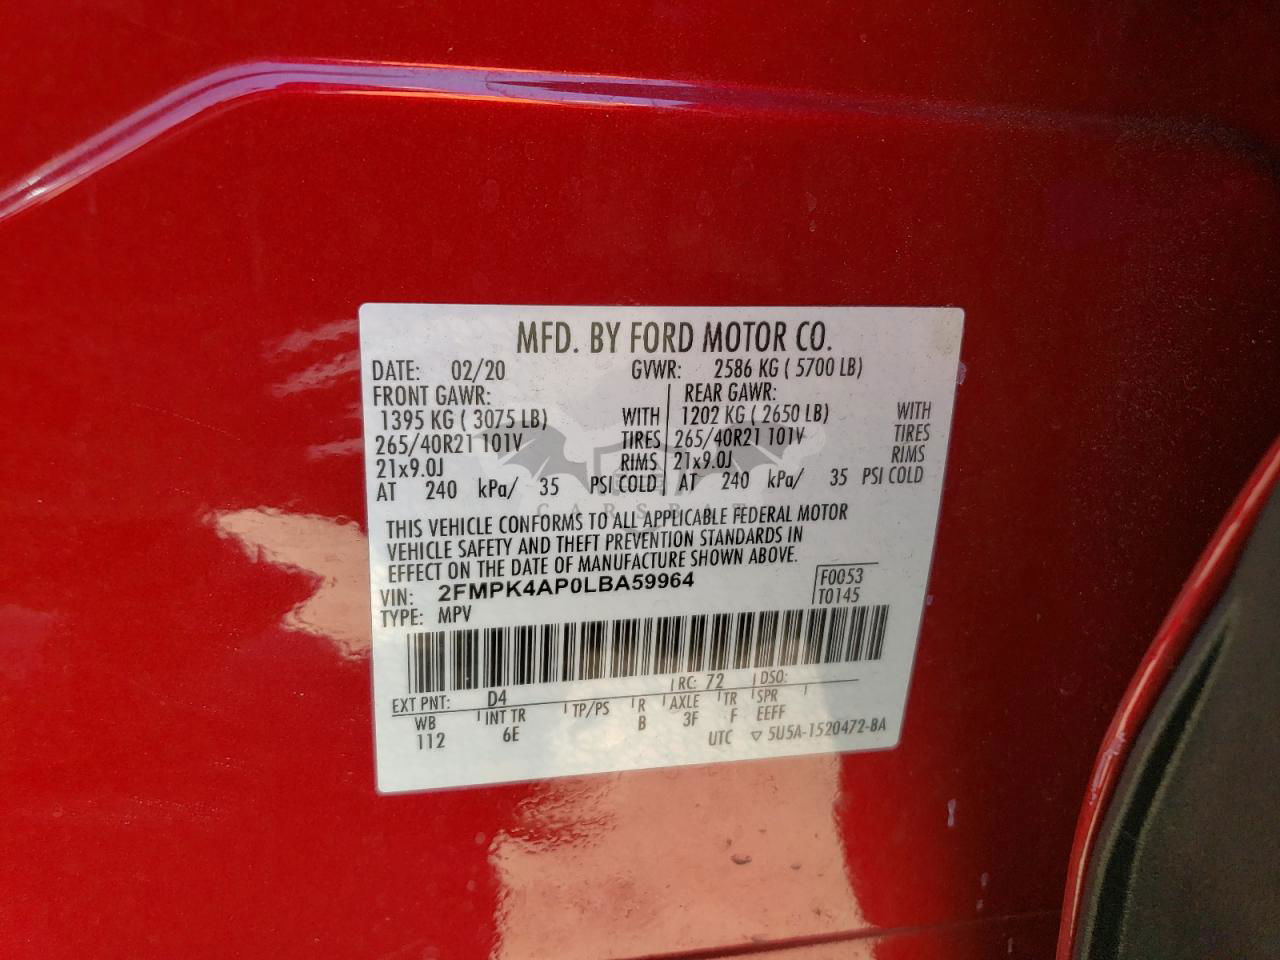 MFD. BY FORD MOTOR CO.
DATE: 02/20 GVWR: 2586 KG ( 5700 LB)
FRONT GAWR: REAR GAWR:
1395 KG ( 3075 LB) WITH 1202 KG ( 2650 LB) WITH
265/40R21 101V TIRES 265/40R21 101V TIRES
21x9.0J RIMS 21x9.0J RIMS
AT 240 kPa/ 35 PSI COLD AT 240 kPa/ 35 PSI COLD
CARSBAT
THIS VEHICLE CONFORMS TO ALL APPLICABLE FEDERAL MOTOR
VEHICLE SAFETY AND THEFT PREVENTION STANDARDS IN
EFFECT ON THE DATE OF MANUFACTURE SHOWN ABOVE.
VIN: 2FMPK4AP0LBA59964 F0053
TYPE: MPV T0145
EXT PNT: D4 RC: 72 DSO:
WB INT TR TP/PS R AXLE TR SPR
112 6E B 3F F EEFF
UTC ▽ 5U5A-1520472-BA